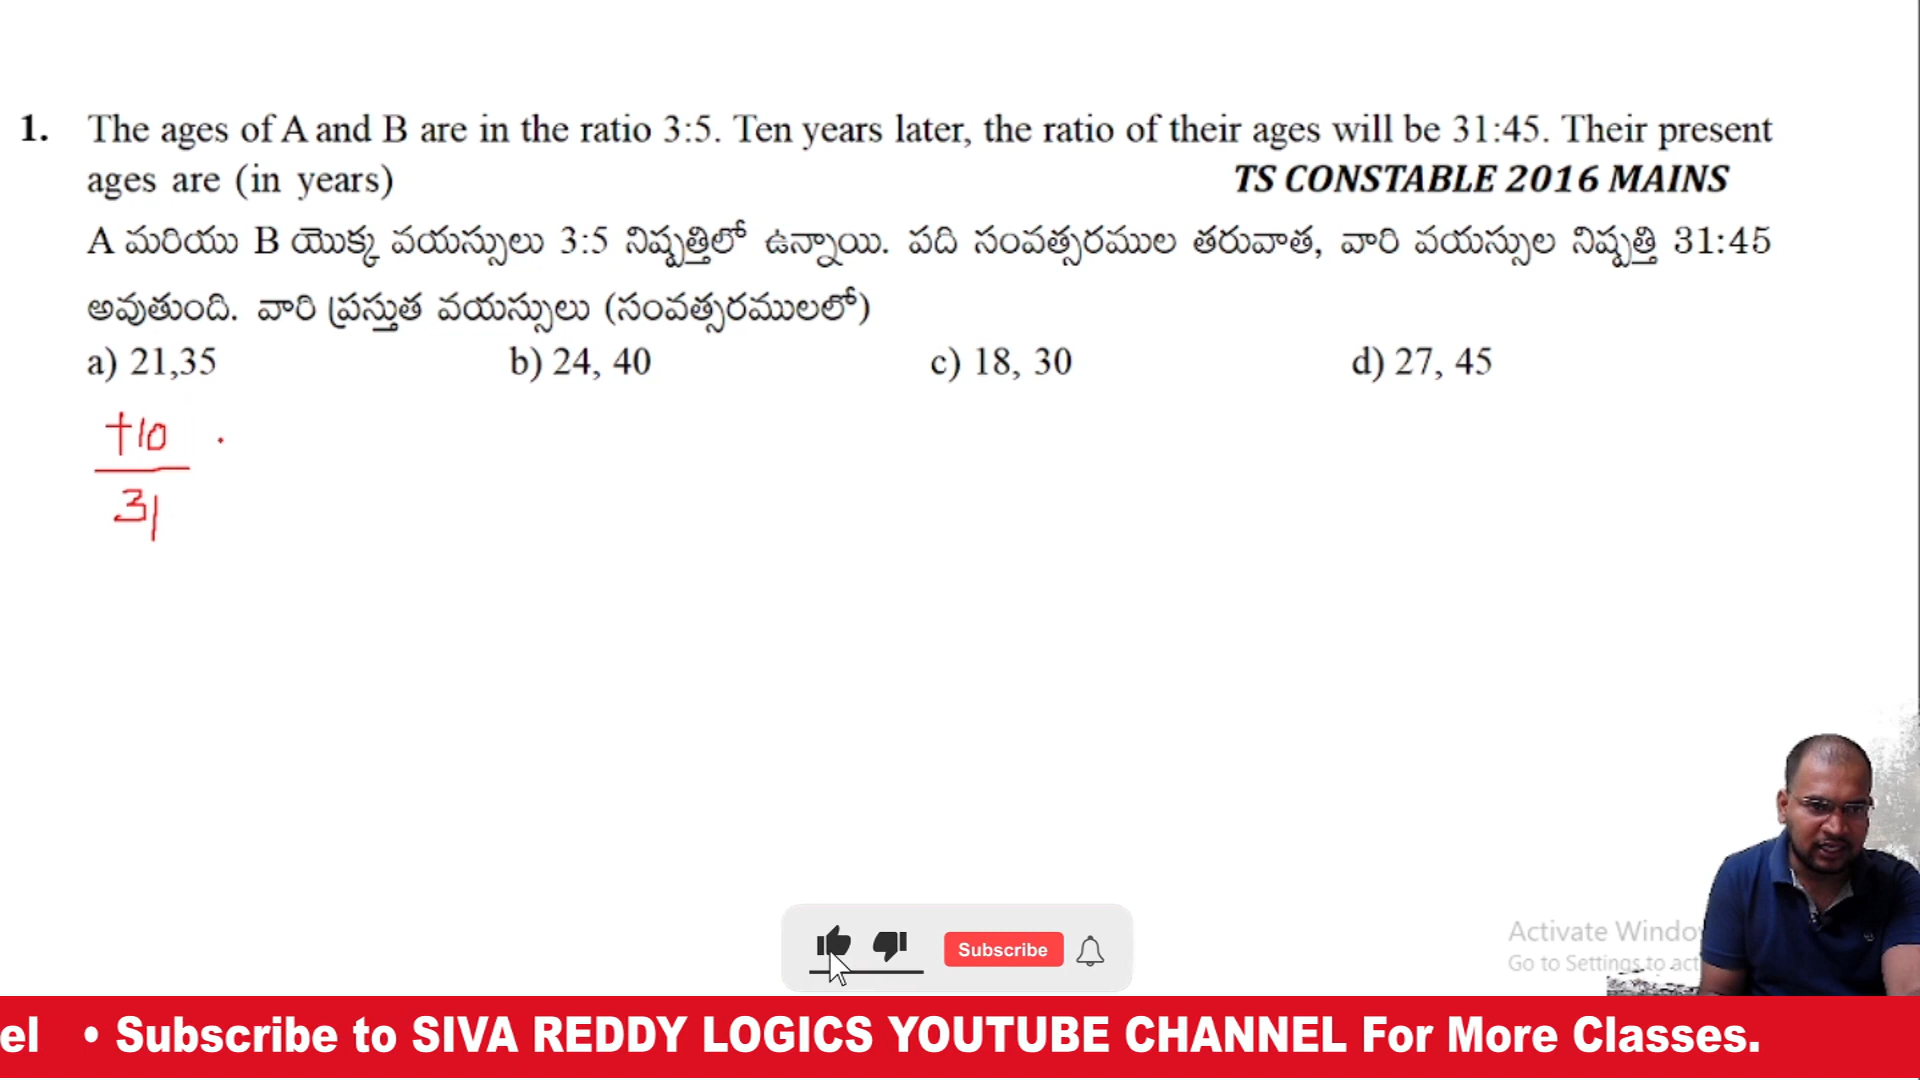 1. The ages of A and B are in the ratio 3:5. Ten years later, the ratio of their ages will be 31:45. Their present
ages are (in years) TS CONSTABLE 2016 MAINS
A మరియు B యొక్క వయస్సులు 3:5 నిష్పత్తిలో ఉన్నాయి. పది సంవత్సరముల తరువాత, వారి వయస్సుల నిష్పత్తి 31:45
అవుతుంది. వారి ప్రస్తుత వయస్సులు (సంవత్సరములలో)
a) 21,35 b) 24, 40 c) 18, 30 d) 27, 45
+10
31
Activate Windo
Go to Settings to act
Subscribe
el • Subscribe to SIVA REDDY LOGICS YOUTUBE CHANNEL For More Classes.